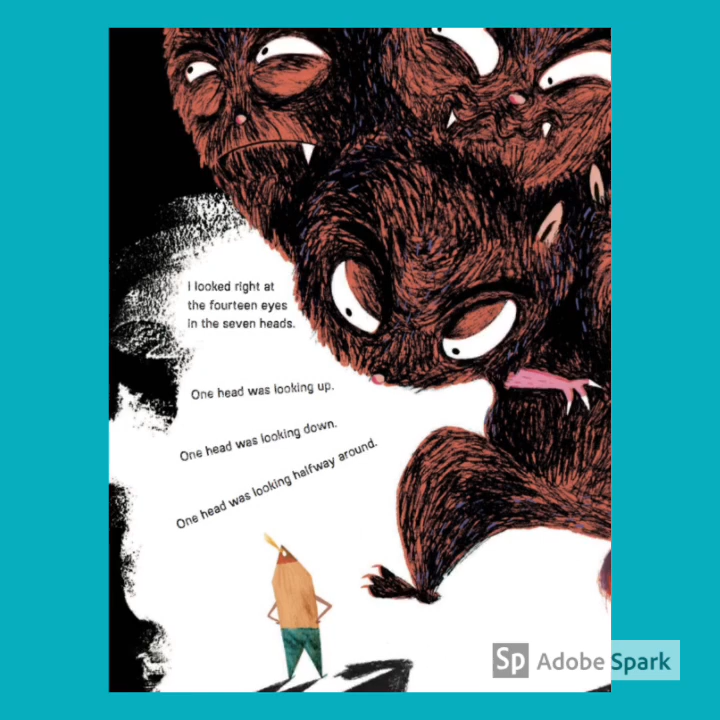 I looked right at
the fourteen eyes
in the seven heads.
One head was looking up.
One head was looking down.
One head was looking halfway around.
Sp Adobe Spark